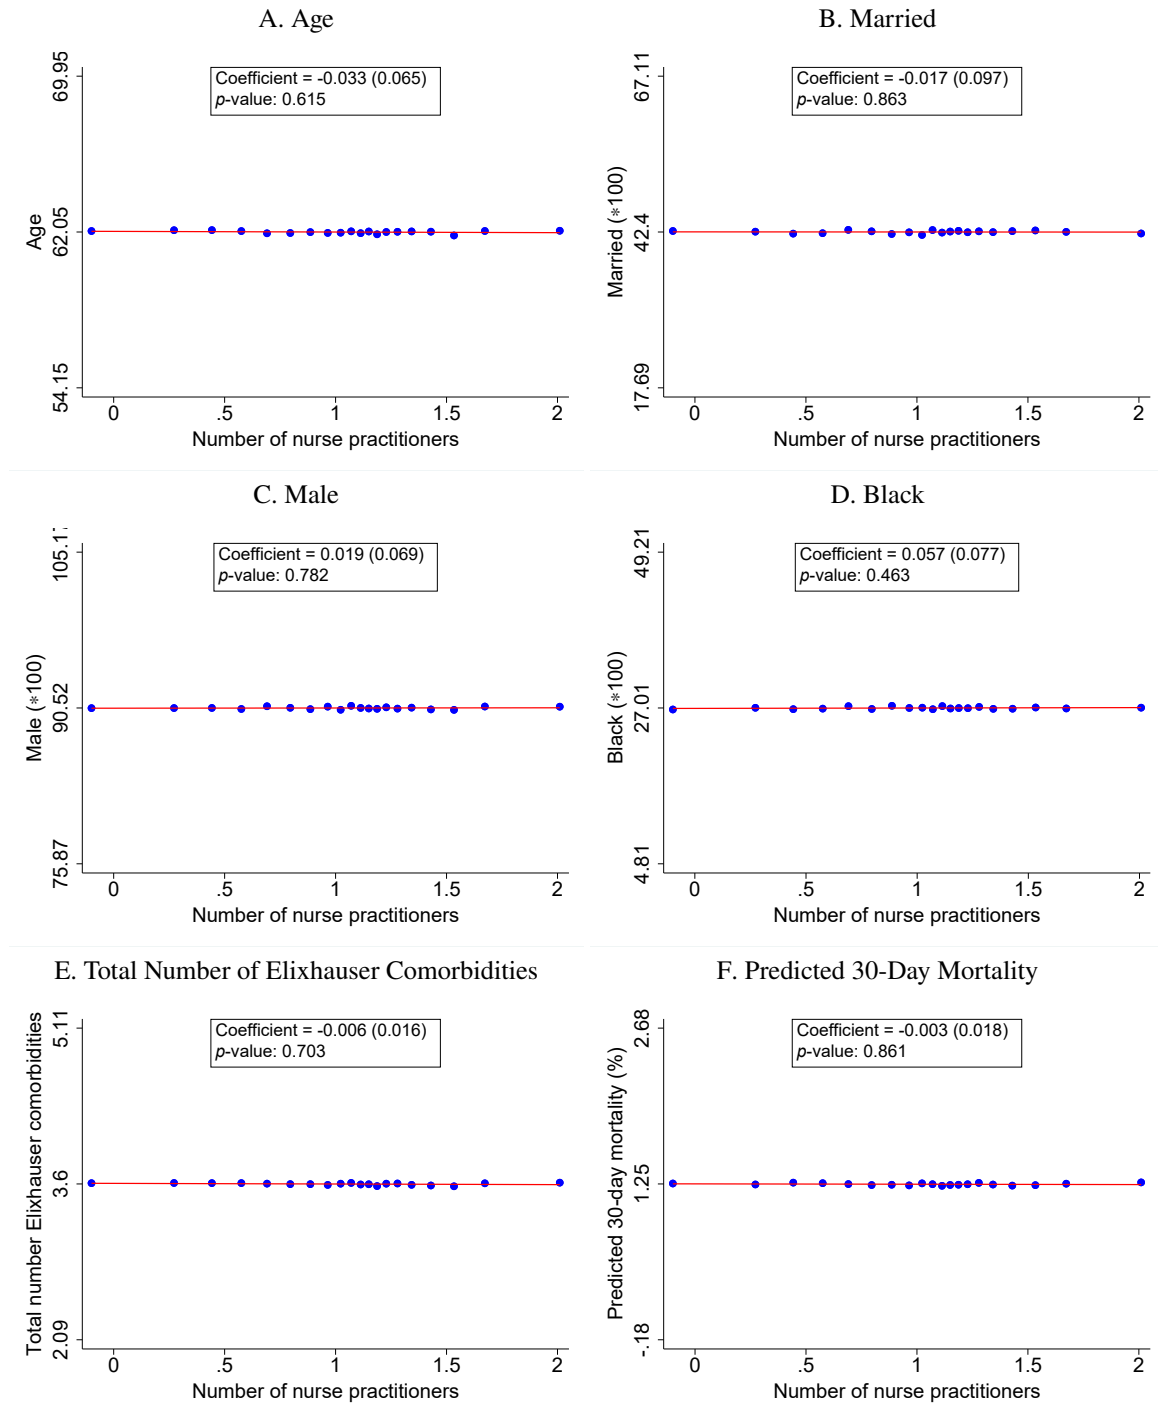 A. Age
Coefficient = -0.033 (0.065)
p-value: 0.615
Age
69.95
62.05
54.15
0 .5 1 1.5 2
Number of nurse practitioners
B. Married
Coefficient = -0.017 (0.097)
p-value: 0.863
Married (*100)
67.11
42.4
17.69
0 .5 1 1.5 2
Number of nurse practitioners
C. Male
Coefficient = 0.019 (0.069)
p-value: 0.782
Male (*100)
105.1
90.52
75.87
0 .5 1 1.5 2
Number of nurse practitioners
D. Black
Coefficient = 0.057 (0.077)
p-value: 0.463
Black (*100)
49.21
27.01
4.81
0 .5 1 1.5 2
Number of nurse practitioners
E. Total Number of Elixhauser Comorbidities
Coefficient = -0.006 (0.016)
p-value: 0.703
Total number Elixhauser comorbidities
5.11
3.6
2.09
0 .5 1 1.5 2
Number of nurse practitioners
F. Predicted 30-Day Mortality
Coefficient = -0.003 (0.018)
p-value: 0.861
Predicted 30-day mortality (%)
2.68
1.25
-.18
0 .5 1 1.5 2
Number of nurse practitioners